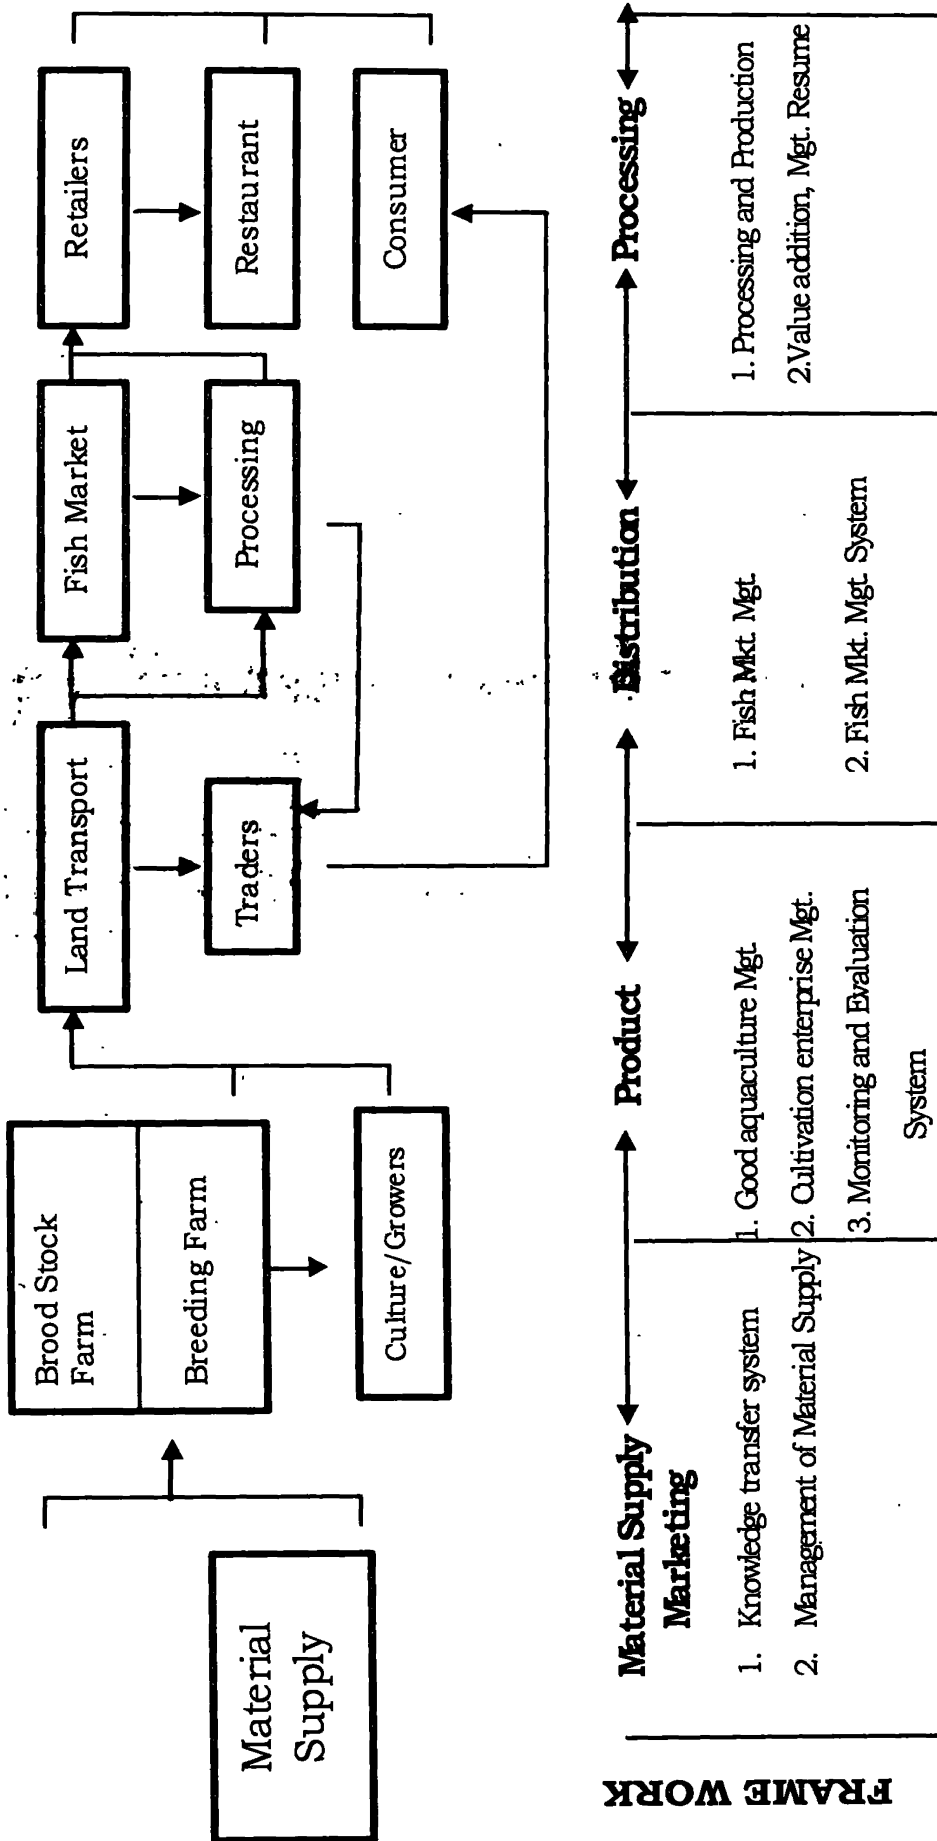 Material
Supply
Brood Stock
Farm
Breeding Farm
Culture/Growers
Land Transport
Traders
Fish Market
Processing
Retailers
Restaurant
Consumer
FRAME WORK
Material Supply
Marketing
1. Knowledge transfer system
2. Management of Material Supply
Product
1. Good aquaculture Mgt.
2. Cultivation enterprise Mgt.
3. Monitoring and Evaluation
System
Distribution
1. Fish Mkt. Mgt.
2. Fish Mkt. Mgt. System
Processing
1. Processing and Production
2.Value addition, Mgt. Resume